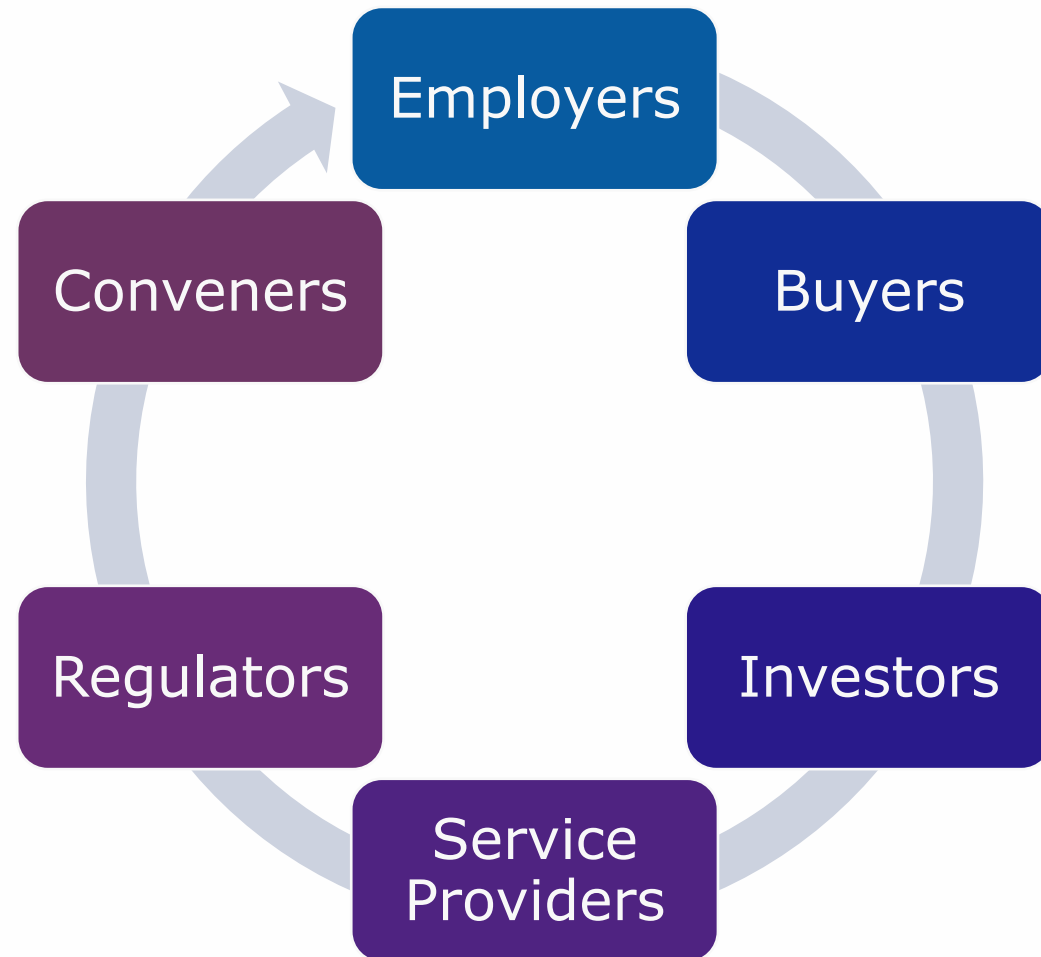 Employers
Buyers
Investors
Service
Providers
Regulators
Conveners